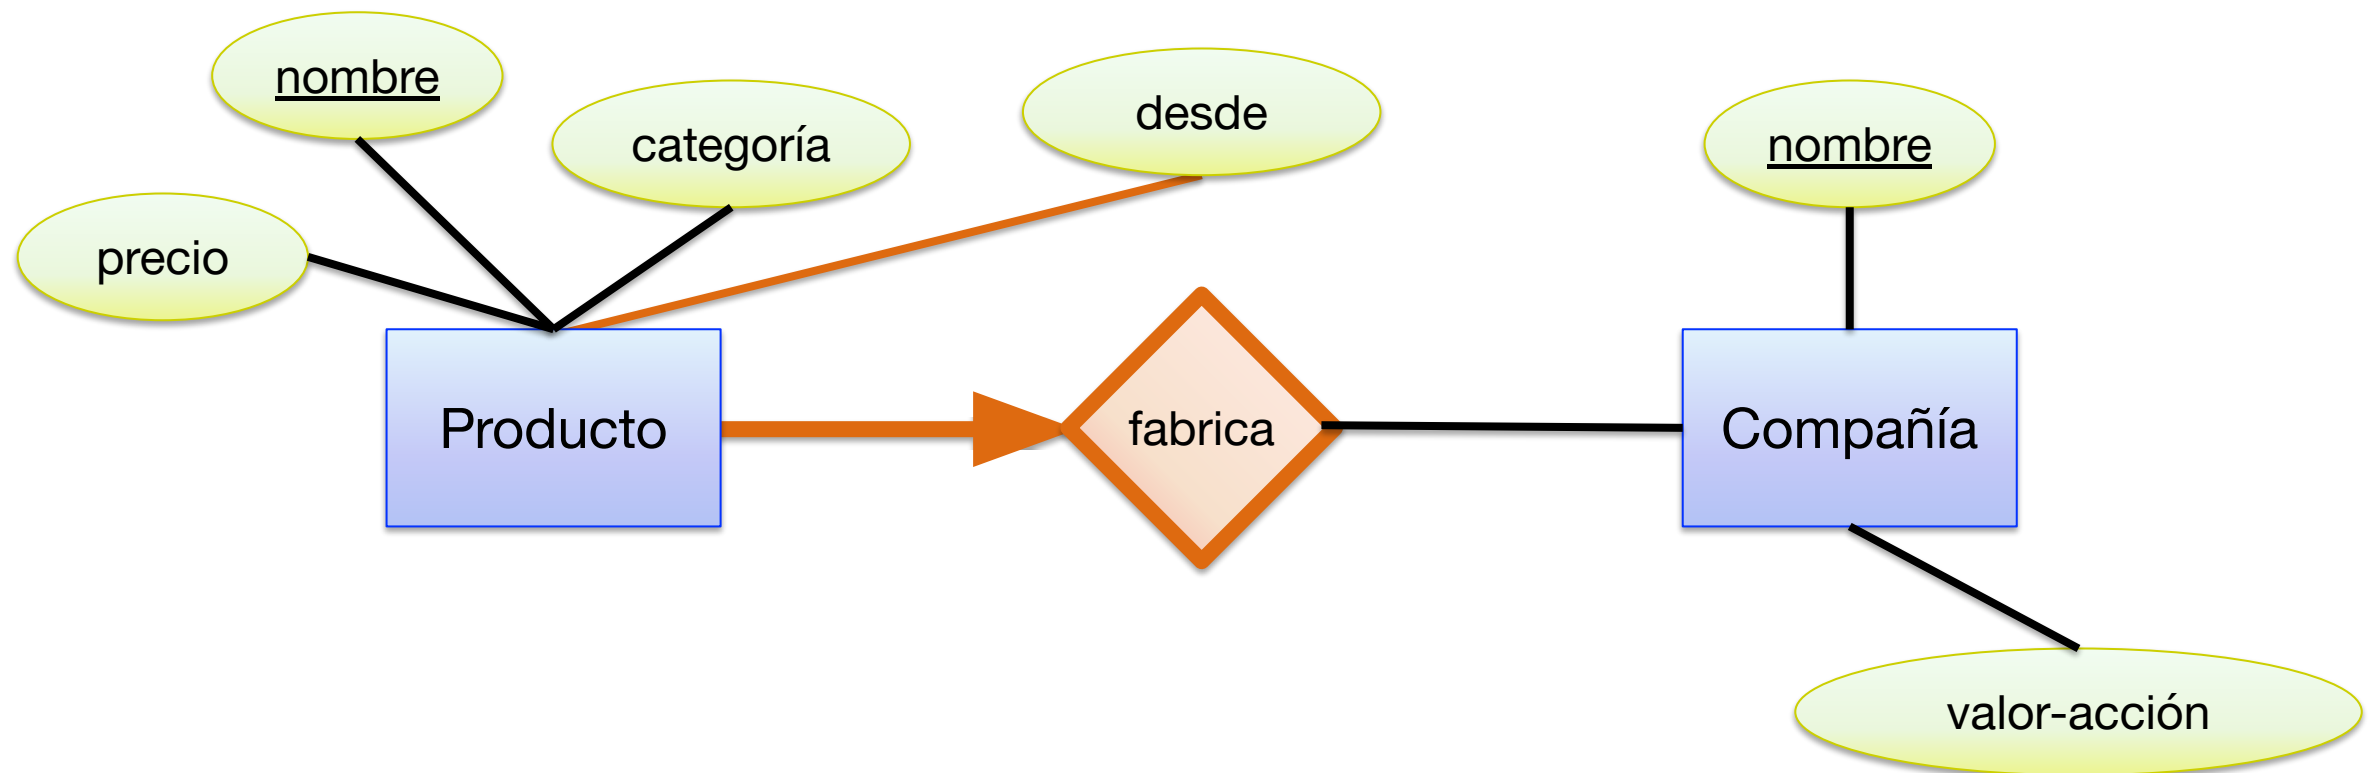 nombre
categoría
desde
nombre
precio
Producto
fabrica
Compañía
valor-acción